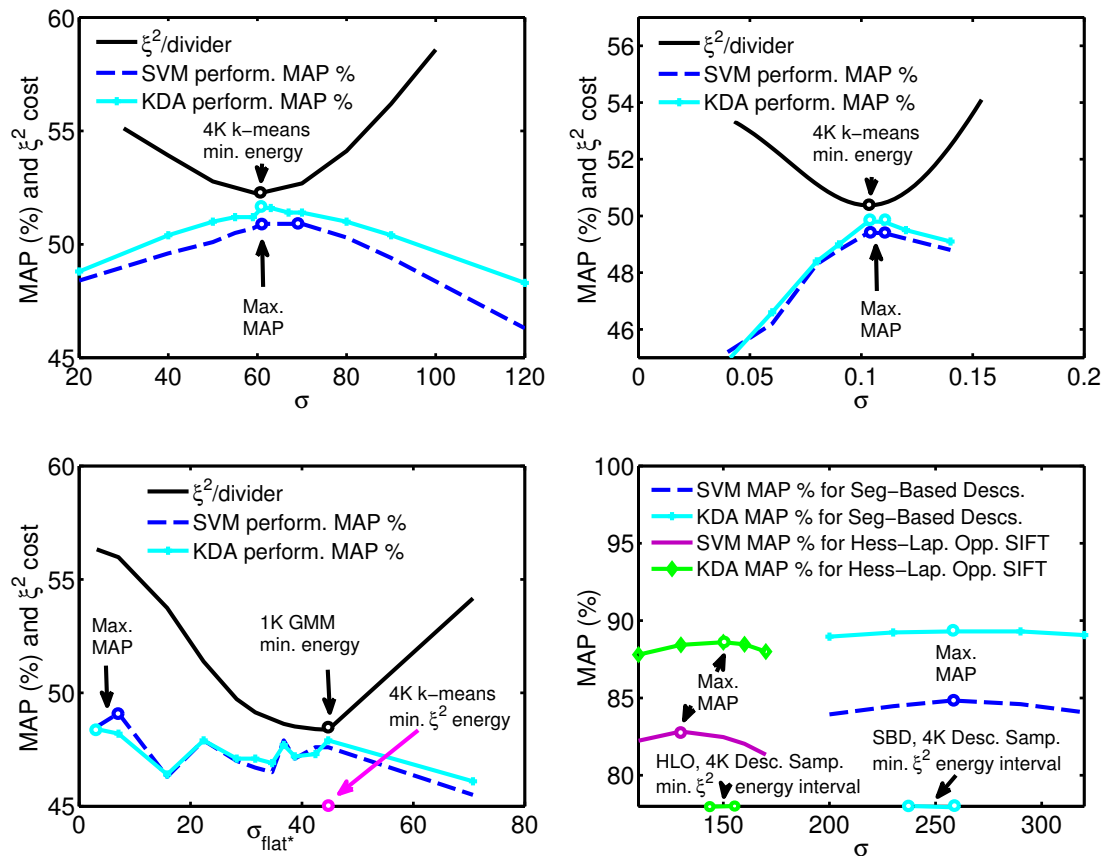 60
55
50
45
MAP (%) and ξ² cost
ξ²/divider
SVM perform. MAP %
KDA perform. MAP %
4K k−means
min. energy
Max.
MAP
20 40 60 80 100 120
σ
56
54
52
50
48
46
MAP (%) and ξ² cost
ξ²/divider
SVM perform. MAP %
KDA perform. MAP %
4K k−means
min. energy
Max.
MAP
0 0.05 0.1 0.15 0.2
σ
60
55
50
45
MAP (%) and ξ² cost
ξ²/divider
SVM perform. MAP %
KDA perform. MAP %
Max.
MAP
1K GMM
min. energy
4K k−means
min. ξ² energy
0 20 40 60 80
σflat*
100
95
90
85
80
MAP (%)
SVM MAP % for Seg−Based Descs.
KDA MAP % for Seg−Based Descs.
SVM MAP % for Hess−Lap. Opp. SIFT
KDA MAP % for Hess−Lap. Opp. SIFT
Max.
MAP
Max.
MAP
HLO, 4K Desc. Samp.
min. ξ² energy interval
SBD, 4K Desc. Samp.
min. ξ² energy interval
150 200 250 300
σ